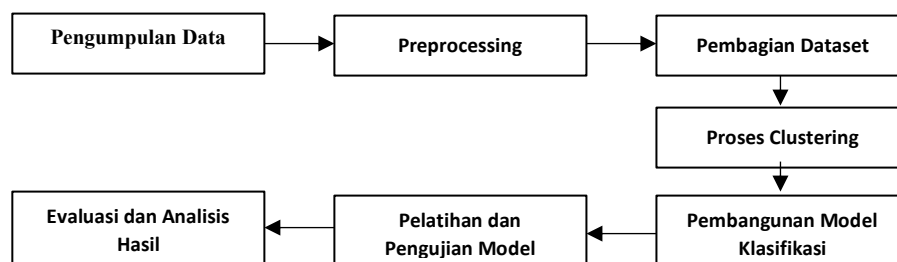 Pengumpulan Data
Preprocessing
Pembagian Dataset
Proses Clustering
Pembangunan Model
Klasifikasi
Pelatihan dan
Pengujian Model
Evaluasi dan Analisis
Hasil